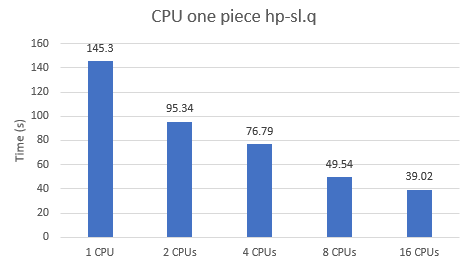 CPU one piece hp-sl.q
Time (s)
160
140
120
100
80
60
40
20
0
145.3
95.34
76.79
49.54
39.02
1 CPU
2 CPUs
4 CPUs
8 CPUs
16 CPUs